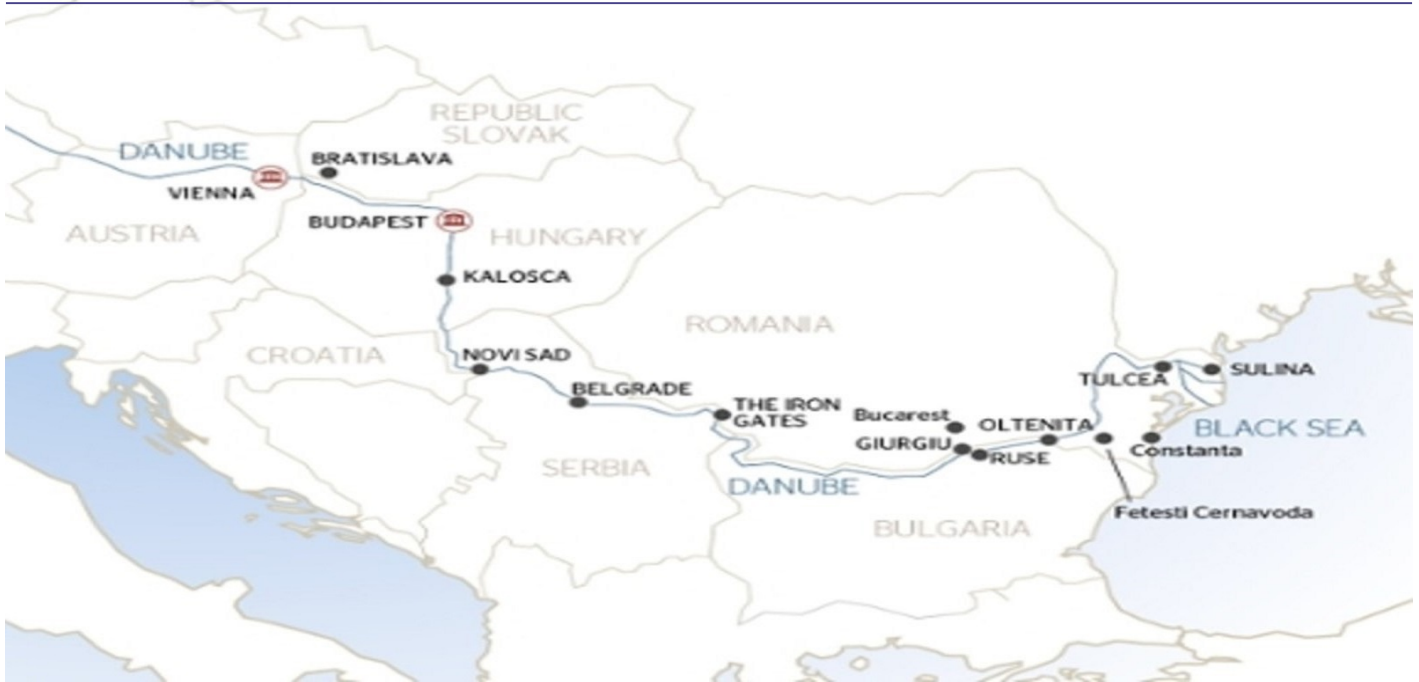 REPUBLIC
SLOVAK
DANUBE
BRATISLAVA
VIENNA
BUDAPEST
AUSTRIA
HUNGARY
KALOSCA
ROMANIA
CROATIA
NOVI SAD
SULINA
TULCEA
BELGRADE
THE IRON
GATES
Bucarest
OLTENITA
BLACK SEA
GIURGIU
RUSE
Constanta
SERBIA
DANUBE
Fetesti Cernavoda
BULGARIA